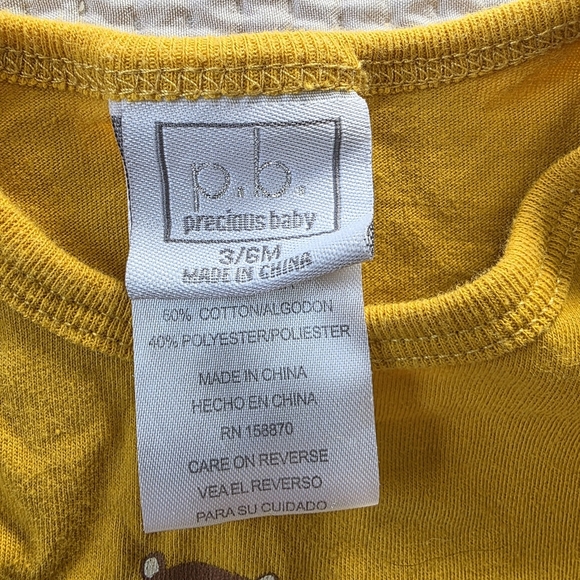 p.b.
precious baby
3/6M
MADE IN CHINA
60% COTTON/ALGODON
40% POLYESTER/POLIESTER
MADE IN CHINA
HECHO EN CHINA
RN 158870
CARE ON REVERSE
VEA EL REVERSO
PARA SU CUIDADO